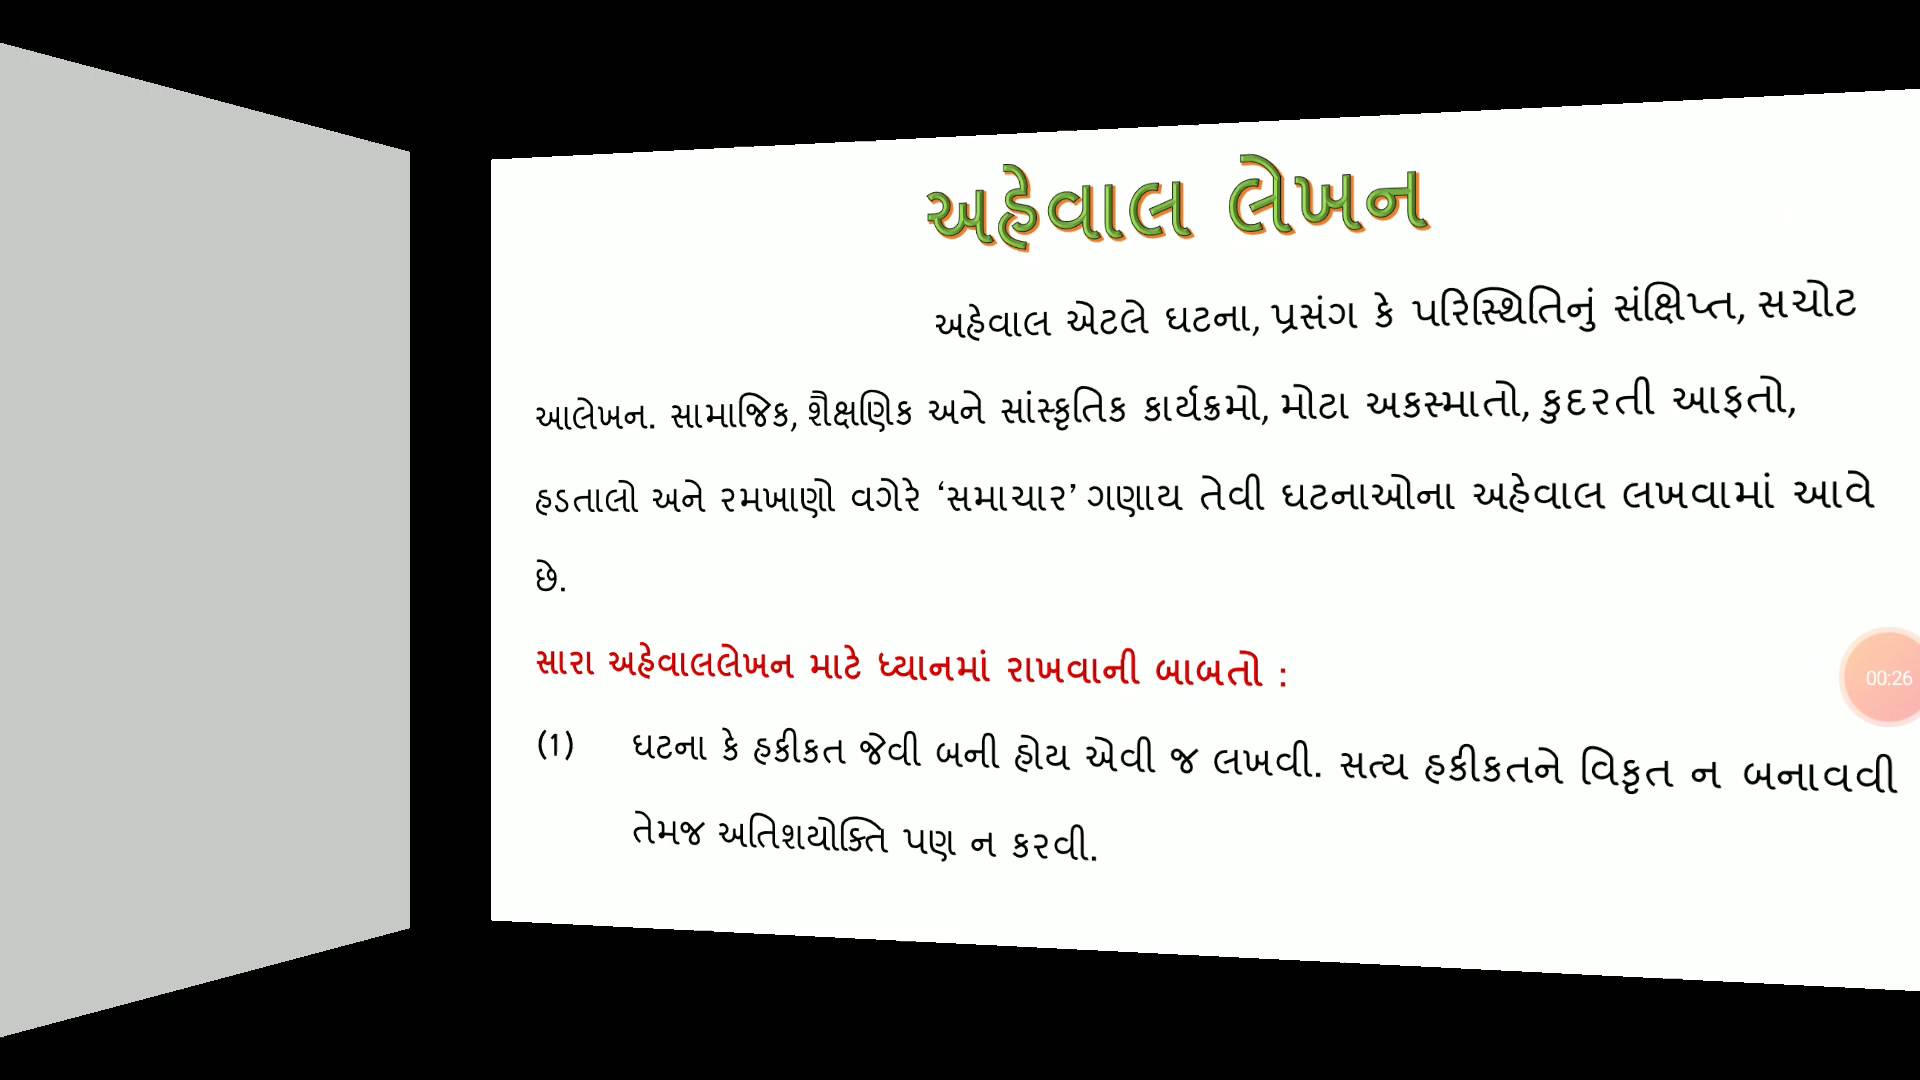 અહેવાલ લેખન
અહેવાલ એટલે ઘટના, પ્રસંગ કે પરિસ્થિતિનું સંક્ષિપ્ત, સચોટ
આલેખન. સામાજિક, શૈક્ષણિક અને સાંસ્કૃતિક કાર્યક્રમો, મોટા અકસ્માતો, કુદરતી આફતો,
હડતાલો અને રમખાણો વગેરે ‘સમાચાર’ ગણાય તેવી ઘટનાઓના અહેવાલ લખવામાં આવે
છે.
સારા અહેવાલલેખન માટે ધ્યાનમાં રાખવાની બાબતો :
(1) ઘટના કે હકીકત જેવી બની હોય એવી જ લખવી. સત્ય હકીકતને વિકૃત ન બનાવવી
તેમજ અતિશયોક્તિ પણ ન કરવી.
00:26